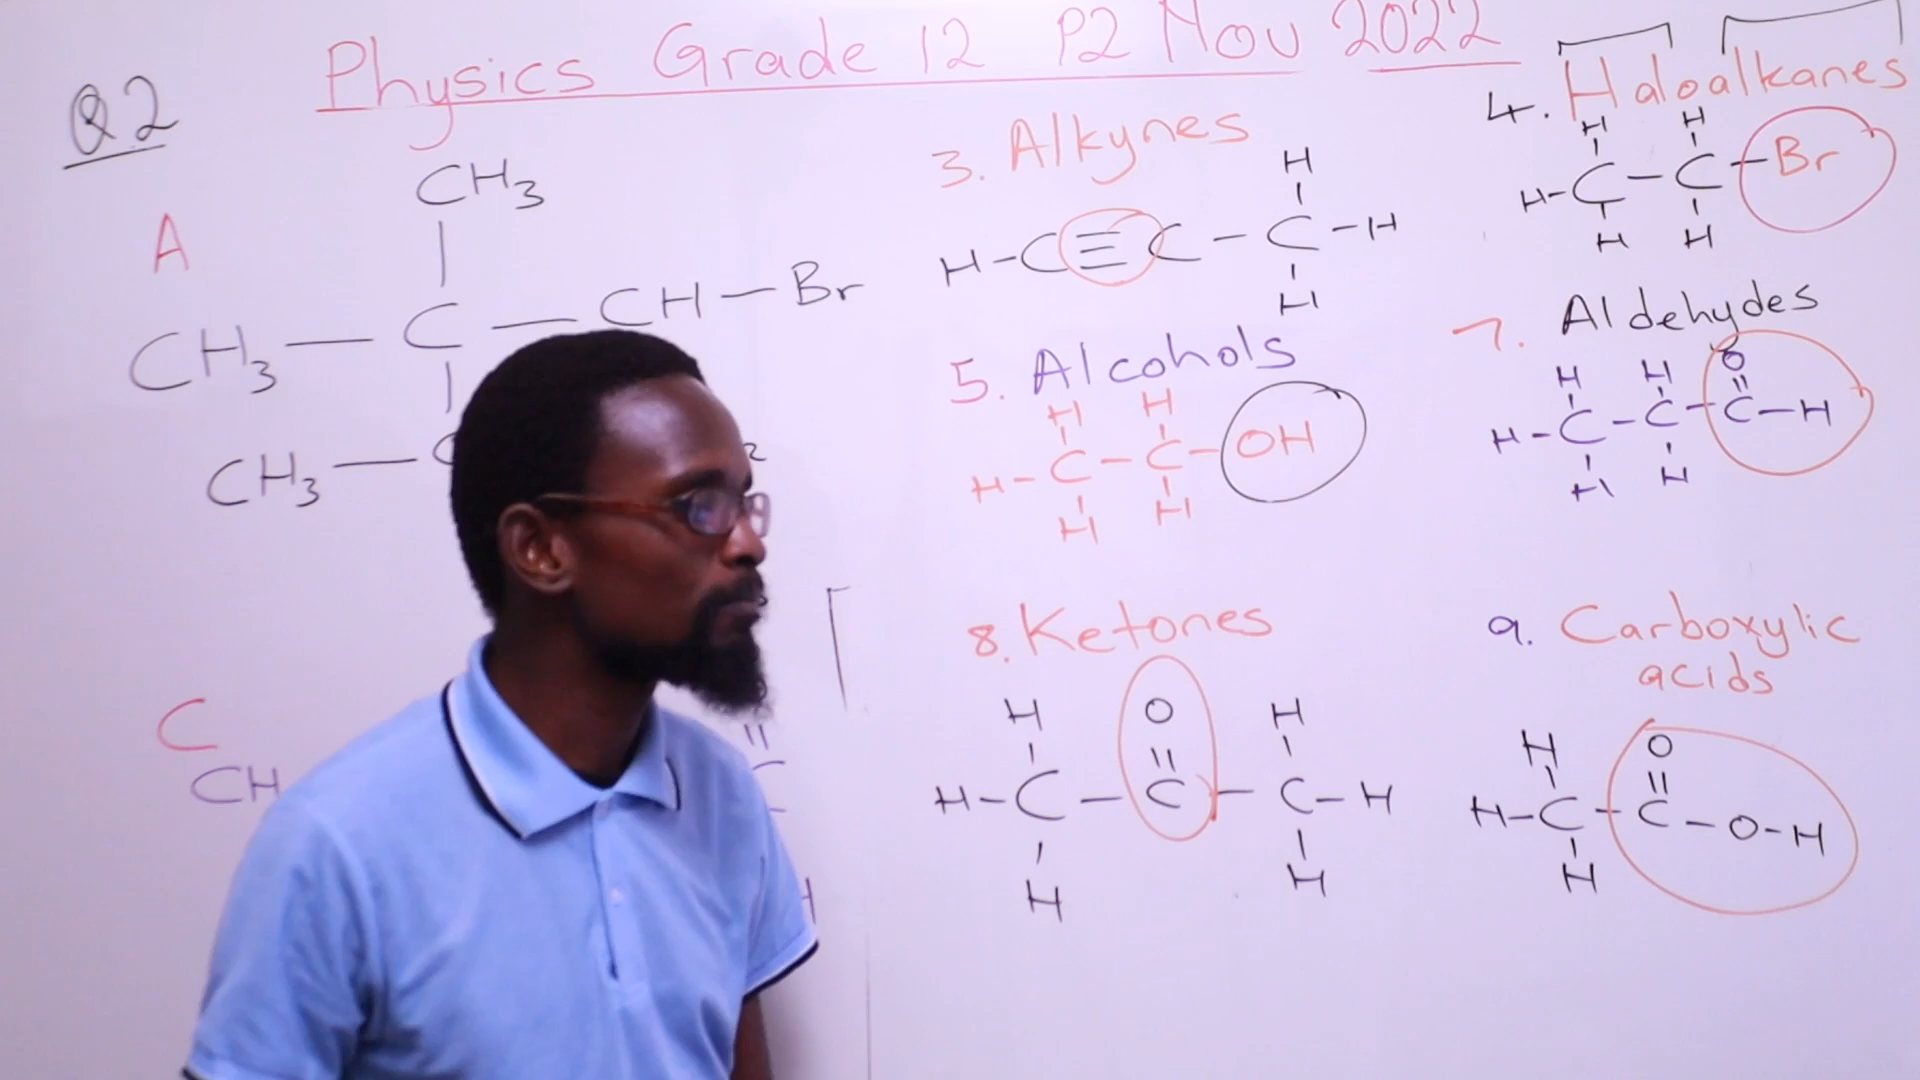 Physics Grade 12 P2 Nov 2022
Q2
A
CH3
CH3 — C — CH — Br
CH3 — C
C
CH
3. Alkynes
H
H - C ≡ C - C - H
H
4. Haloalkanes
H H
H - C - C - Br
H H
5. Alcohols
H H
H - C - C - OH
H H
7. Aldehydes
H H O
H - C - C - C - H
H H
8. Ketones
H O H
H - C - C - C - H
H H
9. Carboxylic
acids
H O
H - C - C - O - H
H